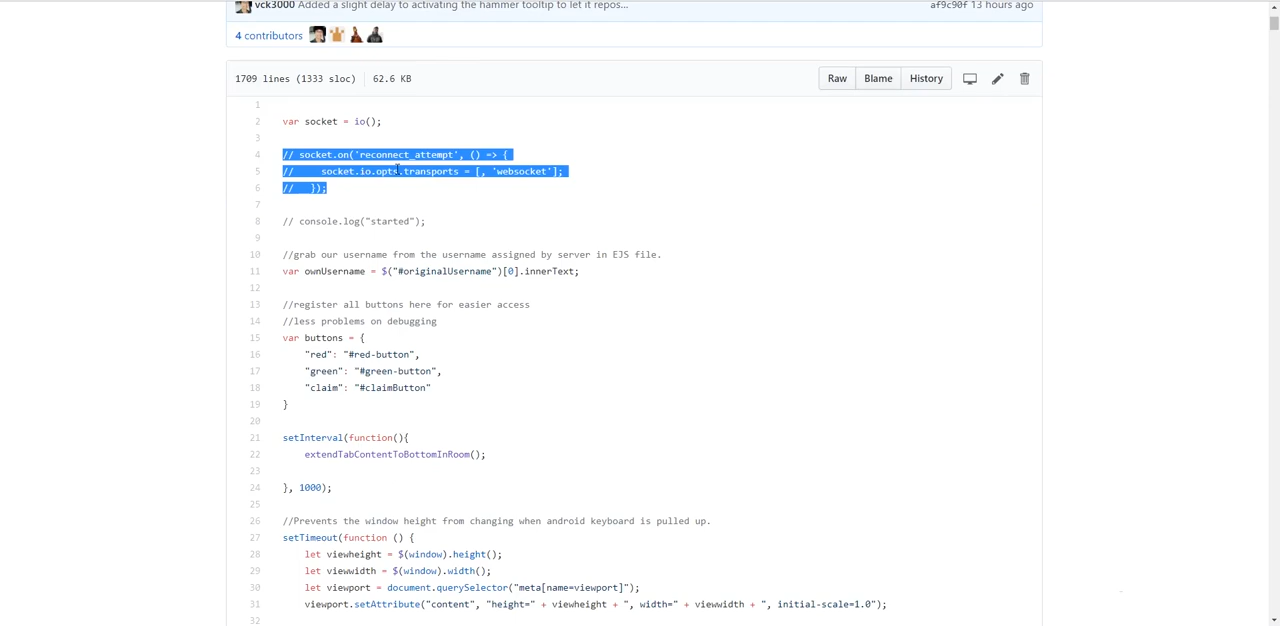 vck3000 Added a slight delay to activating the hammer tooltip to let it repos... af9c90f 13 hours ago
4 contributors
1709 lines (1333 sloc) 62.6 KB Raw Blame History
1
2 var socket = io();
3
4 // socket.on('reconnect_attempt', () => {
5 //     socket.io.opts.transports = [, 'websocket'];
6 //   });
7
8 // console.log("started");
9
10 //grab our username from the username assigned by server in EJS file.
11 var ownUsername = $("#originalUsername")[0].innerText;
12
13 //register all buttons here for easier access
14 //less problems on debugging
15 var buttons = {
16     "red": "#red-button",
17     "green": "#green-button",
18     "claim": "#claimButton"
19 }
20
21 setInterval(function(){
22     extendTabContentToBottomInRoom();
23
24 }, 1000);
25
26 //Prevents the window height from changing when android keyboard is pulled up.
27 setTimeout(function () {
28     let viewheight = $(window).height();
29     let viewwidth = $(window).width();
30     let viewport = document.querySelector("meta[name=viewport]");
31     viewport.setAttribute("content", "height=" + viewheight + ", width=" + viewwidth + ", initial-scale=1.0");
32